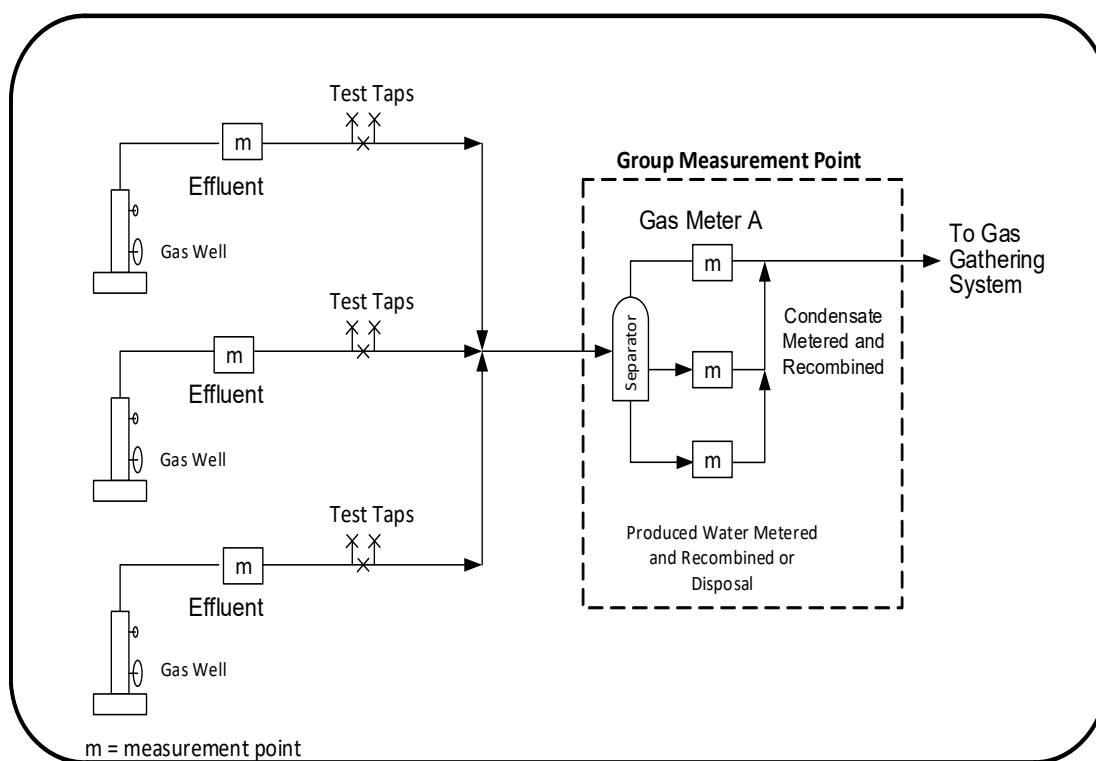 Test Taps
m
Effluent
Gas Well
Test Taps
m
Effluent
Gas Well
Test Taps
m
Effluent
Gas Well
Group Measurement Point
Gas Meter A
m
Separator
m
m
Condensate
Metered and
Recombined
Produced Water Metered
and Recombined or
Disposal
To Gas
Gathering
System
m = measurement point